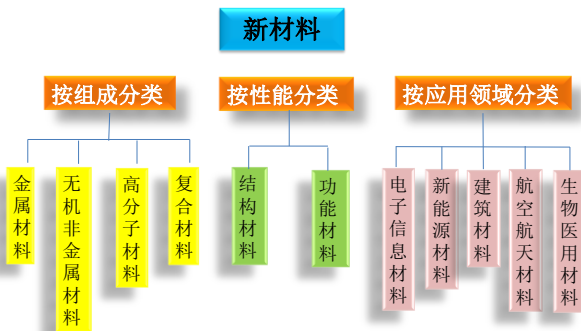 新材料
按组成分类
按性能分类
按应用领域分类
金属材料
无机非金属材料
高分子材料
复合材料
结构材料
功能材料
电子信息材料
新能源材料
建筑材料
航空航天材料
生物医用材料